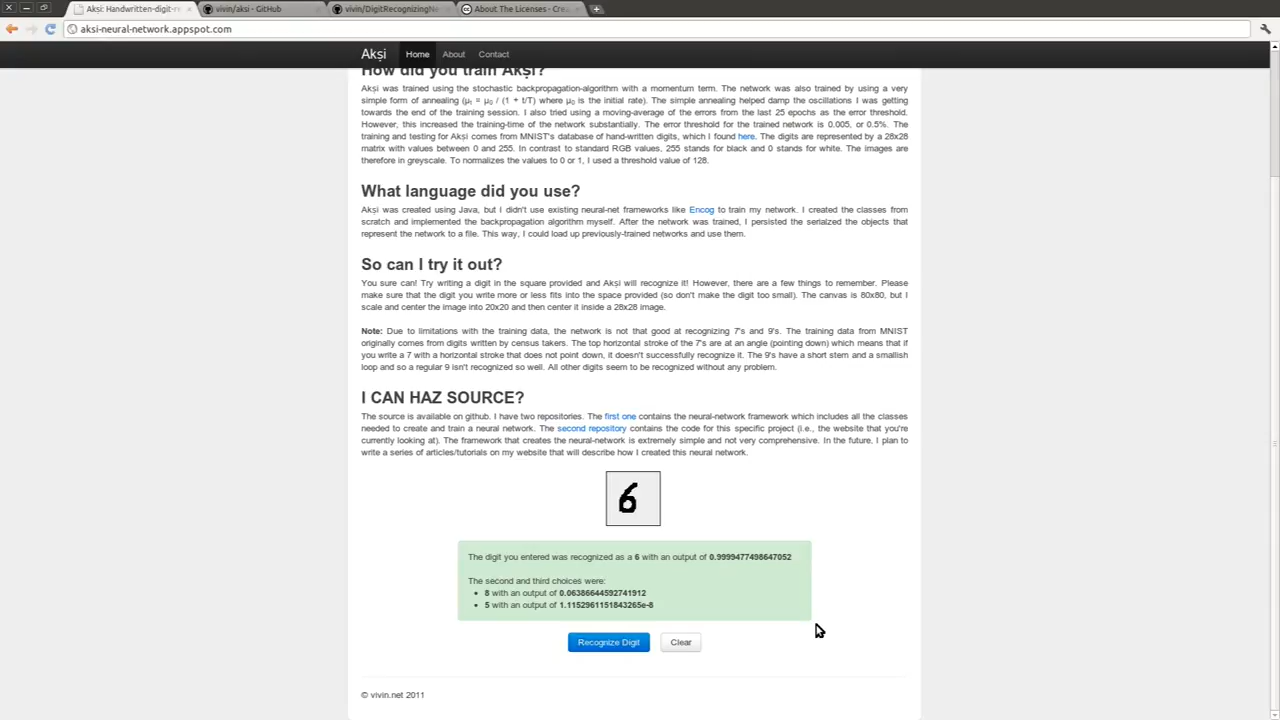 Akṣi: Handwritten-digit-re
vivin/aksi · GitHub
vivin/DigitRecognizingNe
About The Licenses - Crea
aksi-neural-network.appspot.com
Akṣi Home About Contact
How did you train Akṣi?
Akṣi was trained using the stochastic backpropagation-algorithm with a momentum term. The network was also trained by using a very
simple form of annealing (μₜ = μ₀ / (1 + t/T) where μ₀ is the initial rate). The simple annealing helped damp the oscillations I was getting
towards the end of the training session. I also tried using a moving-average of the errors from the last 25 epochs as the error threshold.
However, this increased the training-time of the network substantially. The error threshold for the trained network is 0.005, or 0.5%. The
training and testing for Akṣi comes from MNIST's database of hand-written digits, which I found here. The digits are represented by a 28x28
matrix with values between 0 and 255. In contrast to standard RGB values, 255 stands for black and 0 stands for white. The images are
therefore in greyscale. To normalizes the values to 0 or 1, I used a threshold value of 128.
What language did you use?
Akṣi was created using Java, but I didn't use existing neural-net frameworks like Encog to train my network. I created the classes from
scratch and implemented the backpropagation algorithm myself. After the network was trained, I persisted the serialzed the objects that
represent the network to a file. This way, I could load up previously-trained networks and use them.
So can I try it out?
You sure can! Try writing a digit in the square provided and Akṣi will recognize it! However, there are a few things to remember. Please
make sure that the digit you write more or less fits into the space provided (so don't make the digit too small). The canvas is 80x80, but I
scale and center the image into 20x20 and then center it inside a 28x28 image.
Note: Due to limitations with the training data, the network is not that good at recognizing 7's and 9's. The training data from MNIST
originally comes from digits written by census takers. The top horizontal stroke of the 7's are at an angle (pointing down) which means that if
you write a 7 with a horizontal stroke that does not point down, it doesn't successfully recognize it. The 9's have a short stem and a smallish
loop and so a regular 9 isn't recognized so well. All other digits seem to be recognized without any problem.
I CAN HAZ SOURCE?
The source is available on github. I have two repositories. The first one contains the neural-network framework which includes all the classes
needed to create and train a neural network. The second repository contains the code for this specific project (i.e., the website that you're
currently looking at). The framework that creates the neural-network is extremely simple and not very comprehensive. In the future, I plan to
write a series of articles/tutorials on my website that will describe how I created this neural network.
6
The digit you entered was recognized as a 6 with an output of 0.9999477498647052
The second and third choices were:
• 8 with an output of 0.06386644592741912
• 5 with an output of 1.1152961151843265e-8
Recognize Digit Clear
© vivin.net 2011